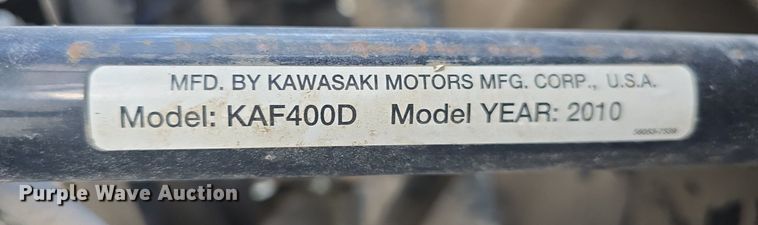 MFD. BY KAWASAKI MOTORS MFG. CORP., U.S.A.
Model: KAF400D Model YEAR: 2010
Purple Wave Auction